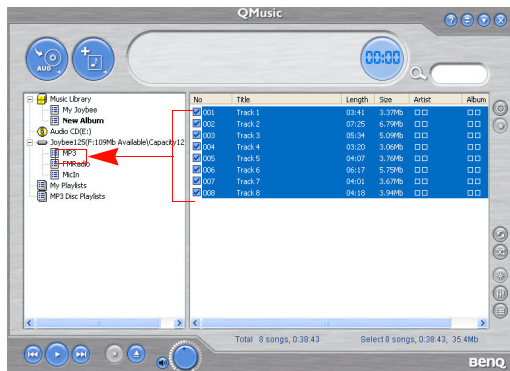 QMusic
AUD
00:00
Music Library
My Joybee
New Album
Audio CD(E:)
Joybee125(F:109Mb Available\Capacity12
MP3
FMRadio
MicIn
My Playlists
MP3 Disc Playlists
No Title Length Size Artist Album
001 Track 1 03:41 3.37Mb
002 Track 2 07:25 6.79Mb
003 Track 3 05:34 5.09Mb
004 Track 4 03:20 3.06Mb
005 Track 5 04:07 3.76Mb
006 Track 6 06:17 5.75Mb
007 Track 7 04:01 3.67Mb
008 Track 8 04:18 3.94Mb
Total 8 songs, 0:38:43 Select 8 songs, 0:38:43, 35.4Mb
BenQ